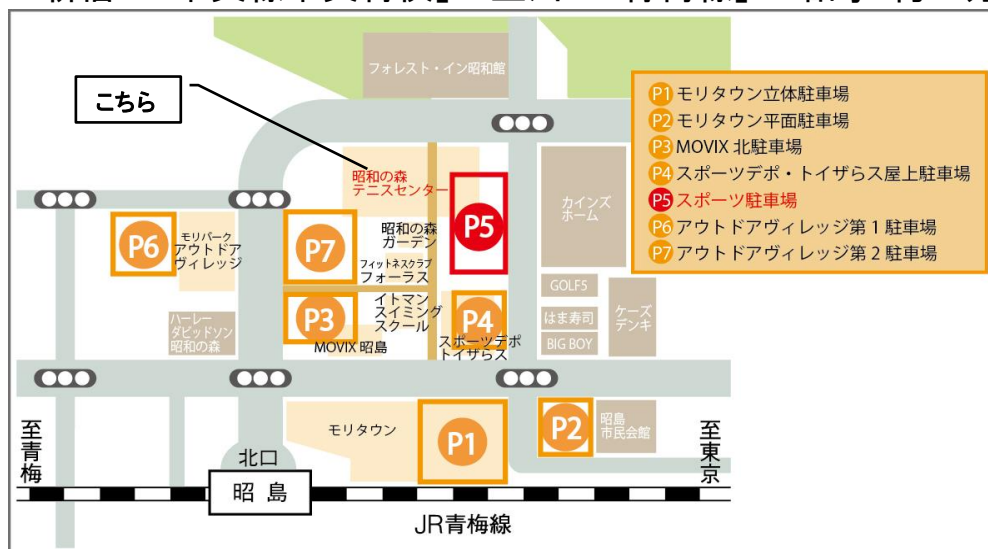 フォレスト・イン昭和館
こちら
P1 モリタウン立体駐車場
P2 モリタウン平面駐車場
P3 MOVIX 北駐車場
P4 スポーツデポ・トイザらス屋上駐車場
P5 スポーツ駐車場
P6 アウトドアヴィレッジ第 1 駐車場
P7 アウトドアヴィレッジ第 2 駐車場
昭和の森
テニスセンター
カインズ
ホーム
P5
P6
モリパーク
アウトドア
ヴィレッジ
P7
昭和の森
ガーデン
フィットネスクラブ
フォーラス
GOLF5
はま寿司
BIG BOY
ケーズ
デンキ
ハーレー
ダビッドソン
昭和の森
P3
イトマン
スイミング
スクール
P4
MOVIX 昭島
スポーツデポ
トイザらス
至青梅
モリタウン
P1
P2
昭島
市民会館
至東京
北口
昭 島
JR青梅線